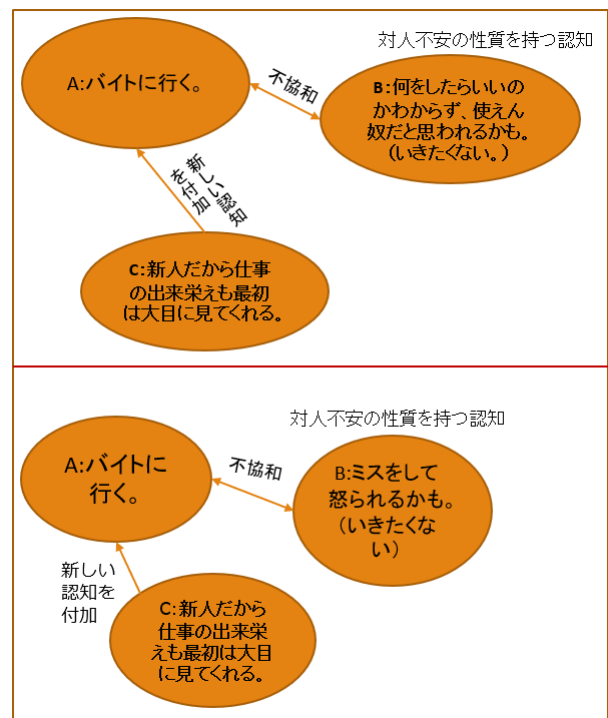 対人不安の性質を持つ認知
A:バイトに行く。
不協和
B:何をしたらいいの
かわからず、使えん
奴だと思われるかも。
(いきたくない。)
新しい認知
を付加
C:新人だから仕事
の出来栄えも最初
は大目に見てくれる。
対人不安の性質を持つ認知
A:バイトに
行く。
不協和
B:ミスをして
怒られるかも。
(いきたくな
い)
新しい
認知を
付加
C:新人だから
仕事の出来栄
えも最初は大目
に見てくれる。